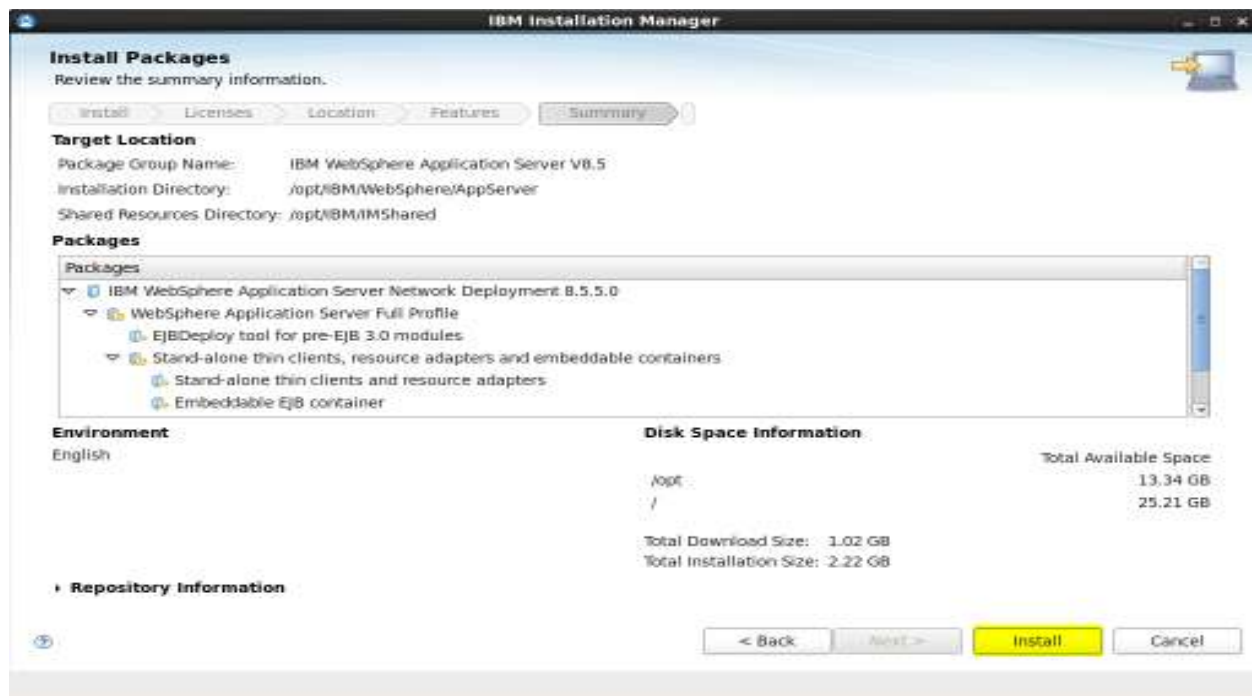 IBM Installation Manager
Install Packages
Review the summary information.
Install Licenses Location Features Summary
Target Location
Package Group Name: IBM WebSphere Application Server V8.5
Installation Directory: /opt/IBM/WebSphere/AppServer
Shared Resources Directory: /opt/IBM/IMShared
Packages
Packages
IBM WebSphere Application Server Network Deployment 8.5.5.0
WebSphere Application Server Full Profile
EJBDeploy tool for pre-EJB 3.0 modules
Stand-alone thin clients, resource adapters and embeddable containers
Stand-alone thin clients and resource adapters
Embeddable EJB container
Environment Disk Space Information
English
Total Available Space
/opt 13.34 GB
/ 25.21 GB
Total Download Size: 1.02 GB
Total Installation Size: 2.22 GB
Repository Information
< Back Next > Install Cancel